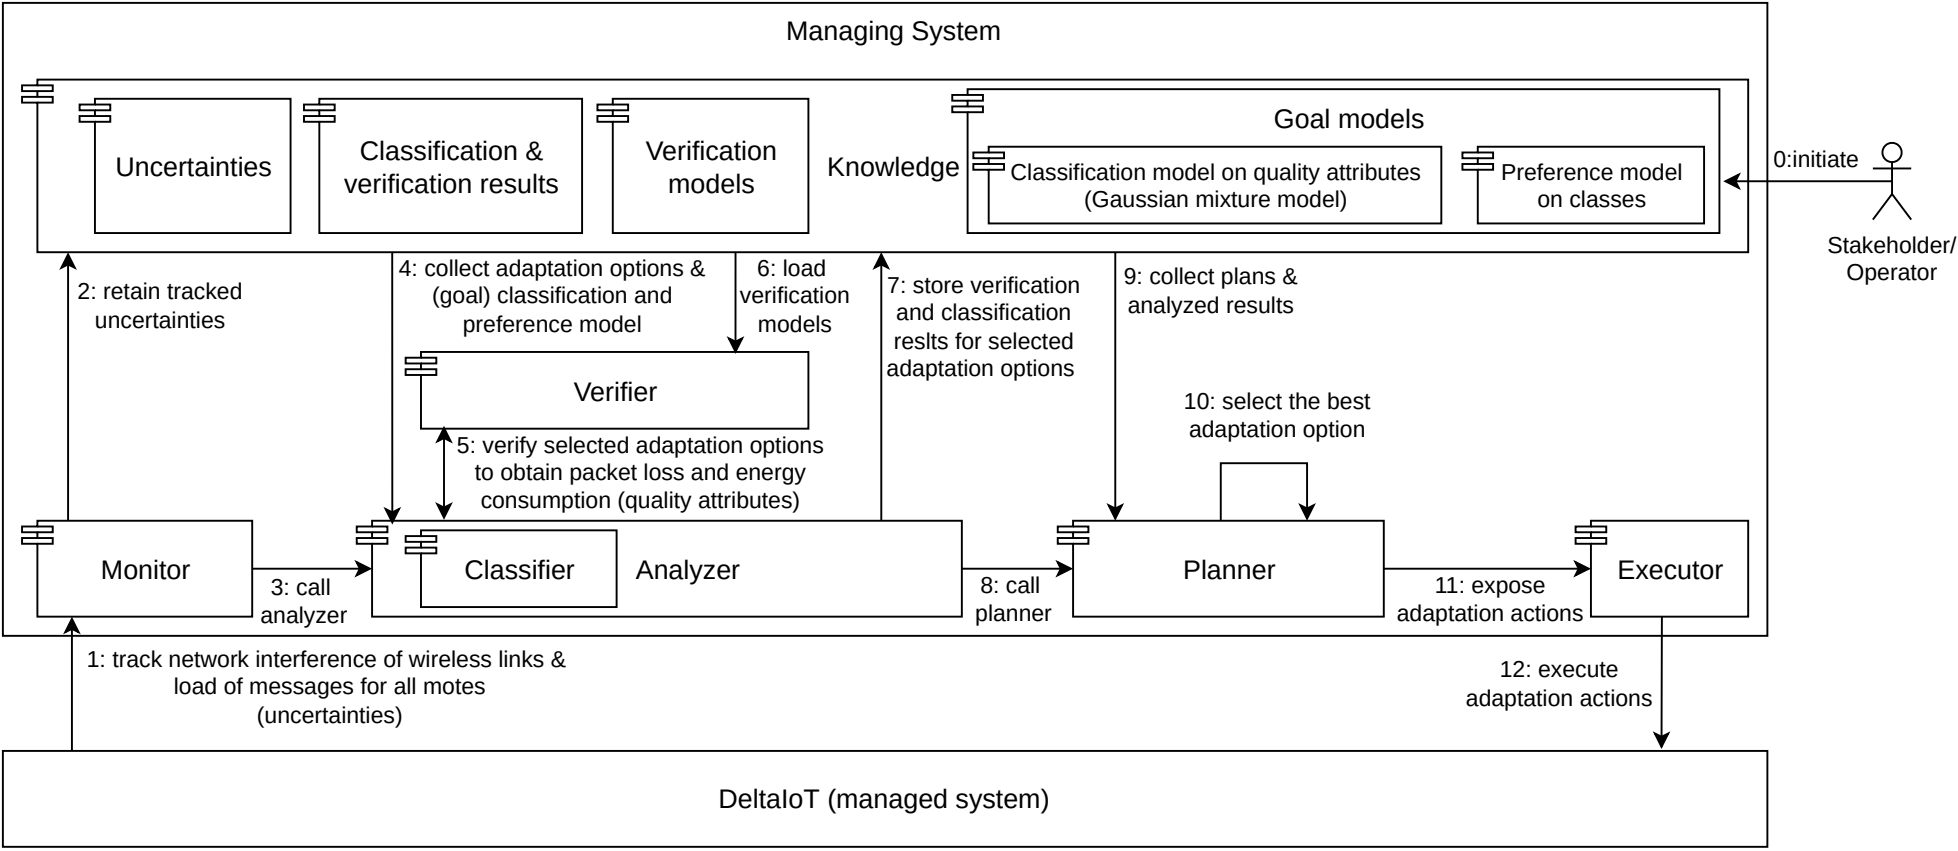 Managing System
Uncertainties
Classification &
verification results
Verification
models
Knowledge
Goal models
Classification model on quality attributes
(Gaussian mixture model)
Preference model
on classes
0:initiate
Stakeholder/
Operator
2: retain tracked
uncertainties
4: collect adaptation options &
(goal) classification and
preference model
6: load
verification
models
7: store verification
and classification
reslts for selected
adaptation options
9: collect plans &
analyzed results
Verifier
10: select the best
adaptation option
5: verify selected adaptation options
to obtain packet loss and energy
consumption (quality attributes)
Monitor
3: call
analyzer
Classifier
Analyzer
8: call
planner
Planner
11: expose
adaptation actions
Executor
1: track network interference of wireless links &
load of messages for all motes
(uncertainties)
12: execute
adaptation actions
DeltaIoT (managed system)